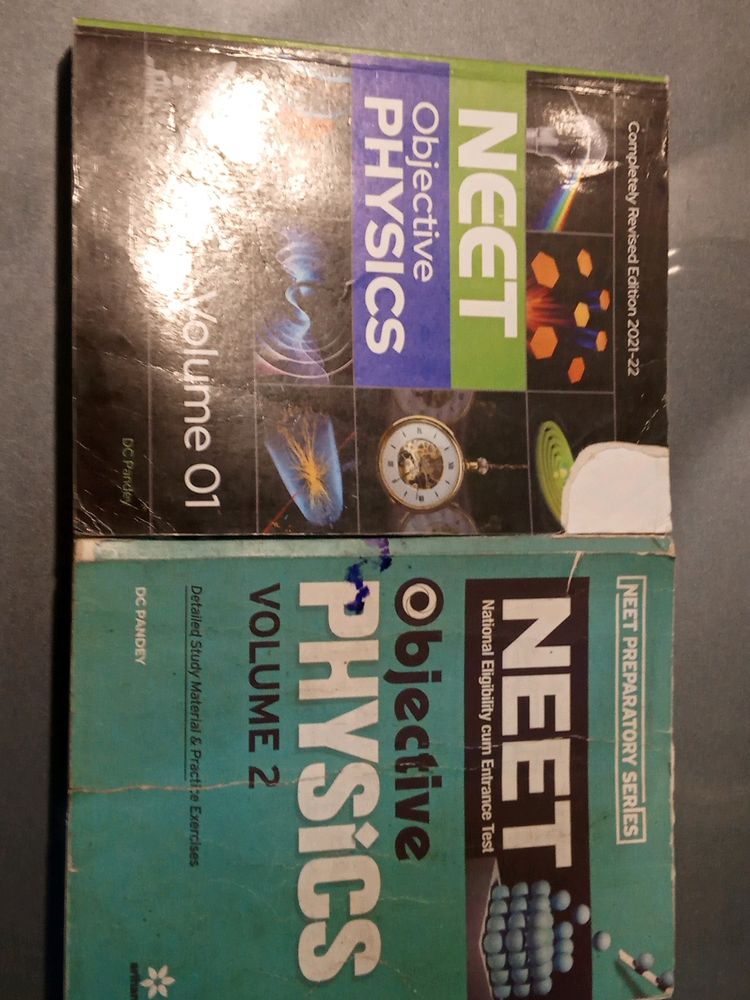 Completely Revised Edition 2021-22
NEET
Objective
PHYSICS
Volume 01
DC Pandey
NEET PREPARATORY SERIES
NEET
National Eligibility cum Entrance Test
Objective
PHYSiCS
VOLUME 2
Detailed Study Material & Practice Exercises
DC PANDEY